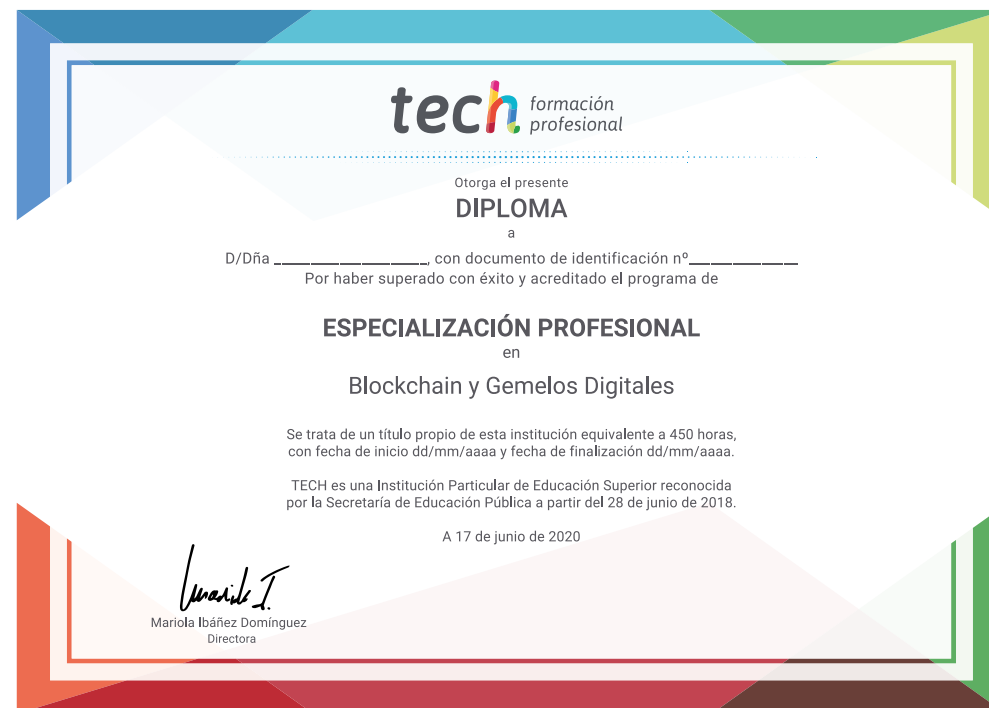 tech formación
profesional
Otorga el presente
DIPLOMA
a
D/Dña ____________________, con documento de identificación nº______________
Por haber superado con éxito y acreditado el programa de
ESPECIALIZACIÓN PROFESIONAL
en
Blockchain y Gemelos Digitales
Se trata de un título propio de esta institución equivalente a 450 horas,
con fecha de inicio dd/mm/aaaa y fecha de finalización dd/mm/aaaa.
TECH es una Institución Particular de Educación Superior reconocida
por la Secretaría de Educación Pública a partir del 28 de junio de 2018.
A 17 de junio de 2020
Mariola I.
Mariola Ibáñez Domínguez
Directora